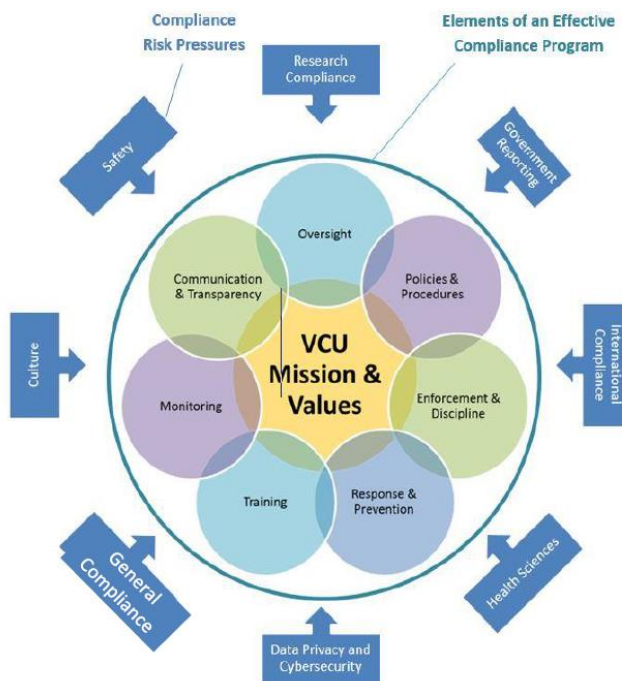 Compliance
Risk Pressures
Elements of an Effective
Compliance Program
Research
Compliance
Safety
Government
Reporting
Oversight
Communication
& Transparency
Policies &
Procedures
VCU
Mission &
Values
Culture
International
Compliance
Monitoring
Enforcement &
Discipline
Training
Response &
Prevention
General
Compliance
Health Sciences
Data Privacy and
Cybersecurity